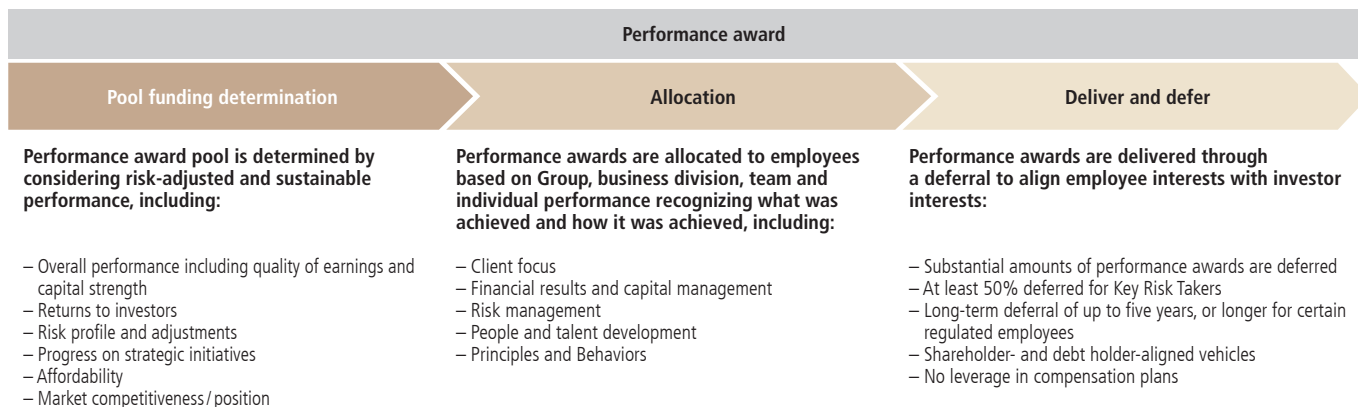 Performance award
Pool funding determination
Allocation
Deliver and defer
Performance award pool is determined by
considering risk-adjusted and sustainable
performance, including:
– Overall performance including quality of earnings and
capital strength
– Returns to investors
– Risk profile and adjustments
– Progress on strategic initiatives
– Affordability
– Market competitiveness / position
Performance awards are allocated to employees
based on Group, business division, team and
individual performance recognizing what was
achieved and how it was achieved, including:
– Client focus
– Financial results and capital management
– Risk management
– People and talent development
– Principles and Behaviors
Performance awards are delivered through
a deferral to align employee interests with investor
interests:
– Substantial amounts of performance awards are deferred
– At least 50% deferred for Key Risk Takers
– Long-term deferral of up to five years, or longer for certain
regulated employees
– Shareholder- and debt holder-aligned vehicles
– No leverage in compensation plans